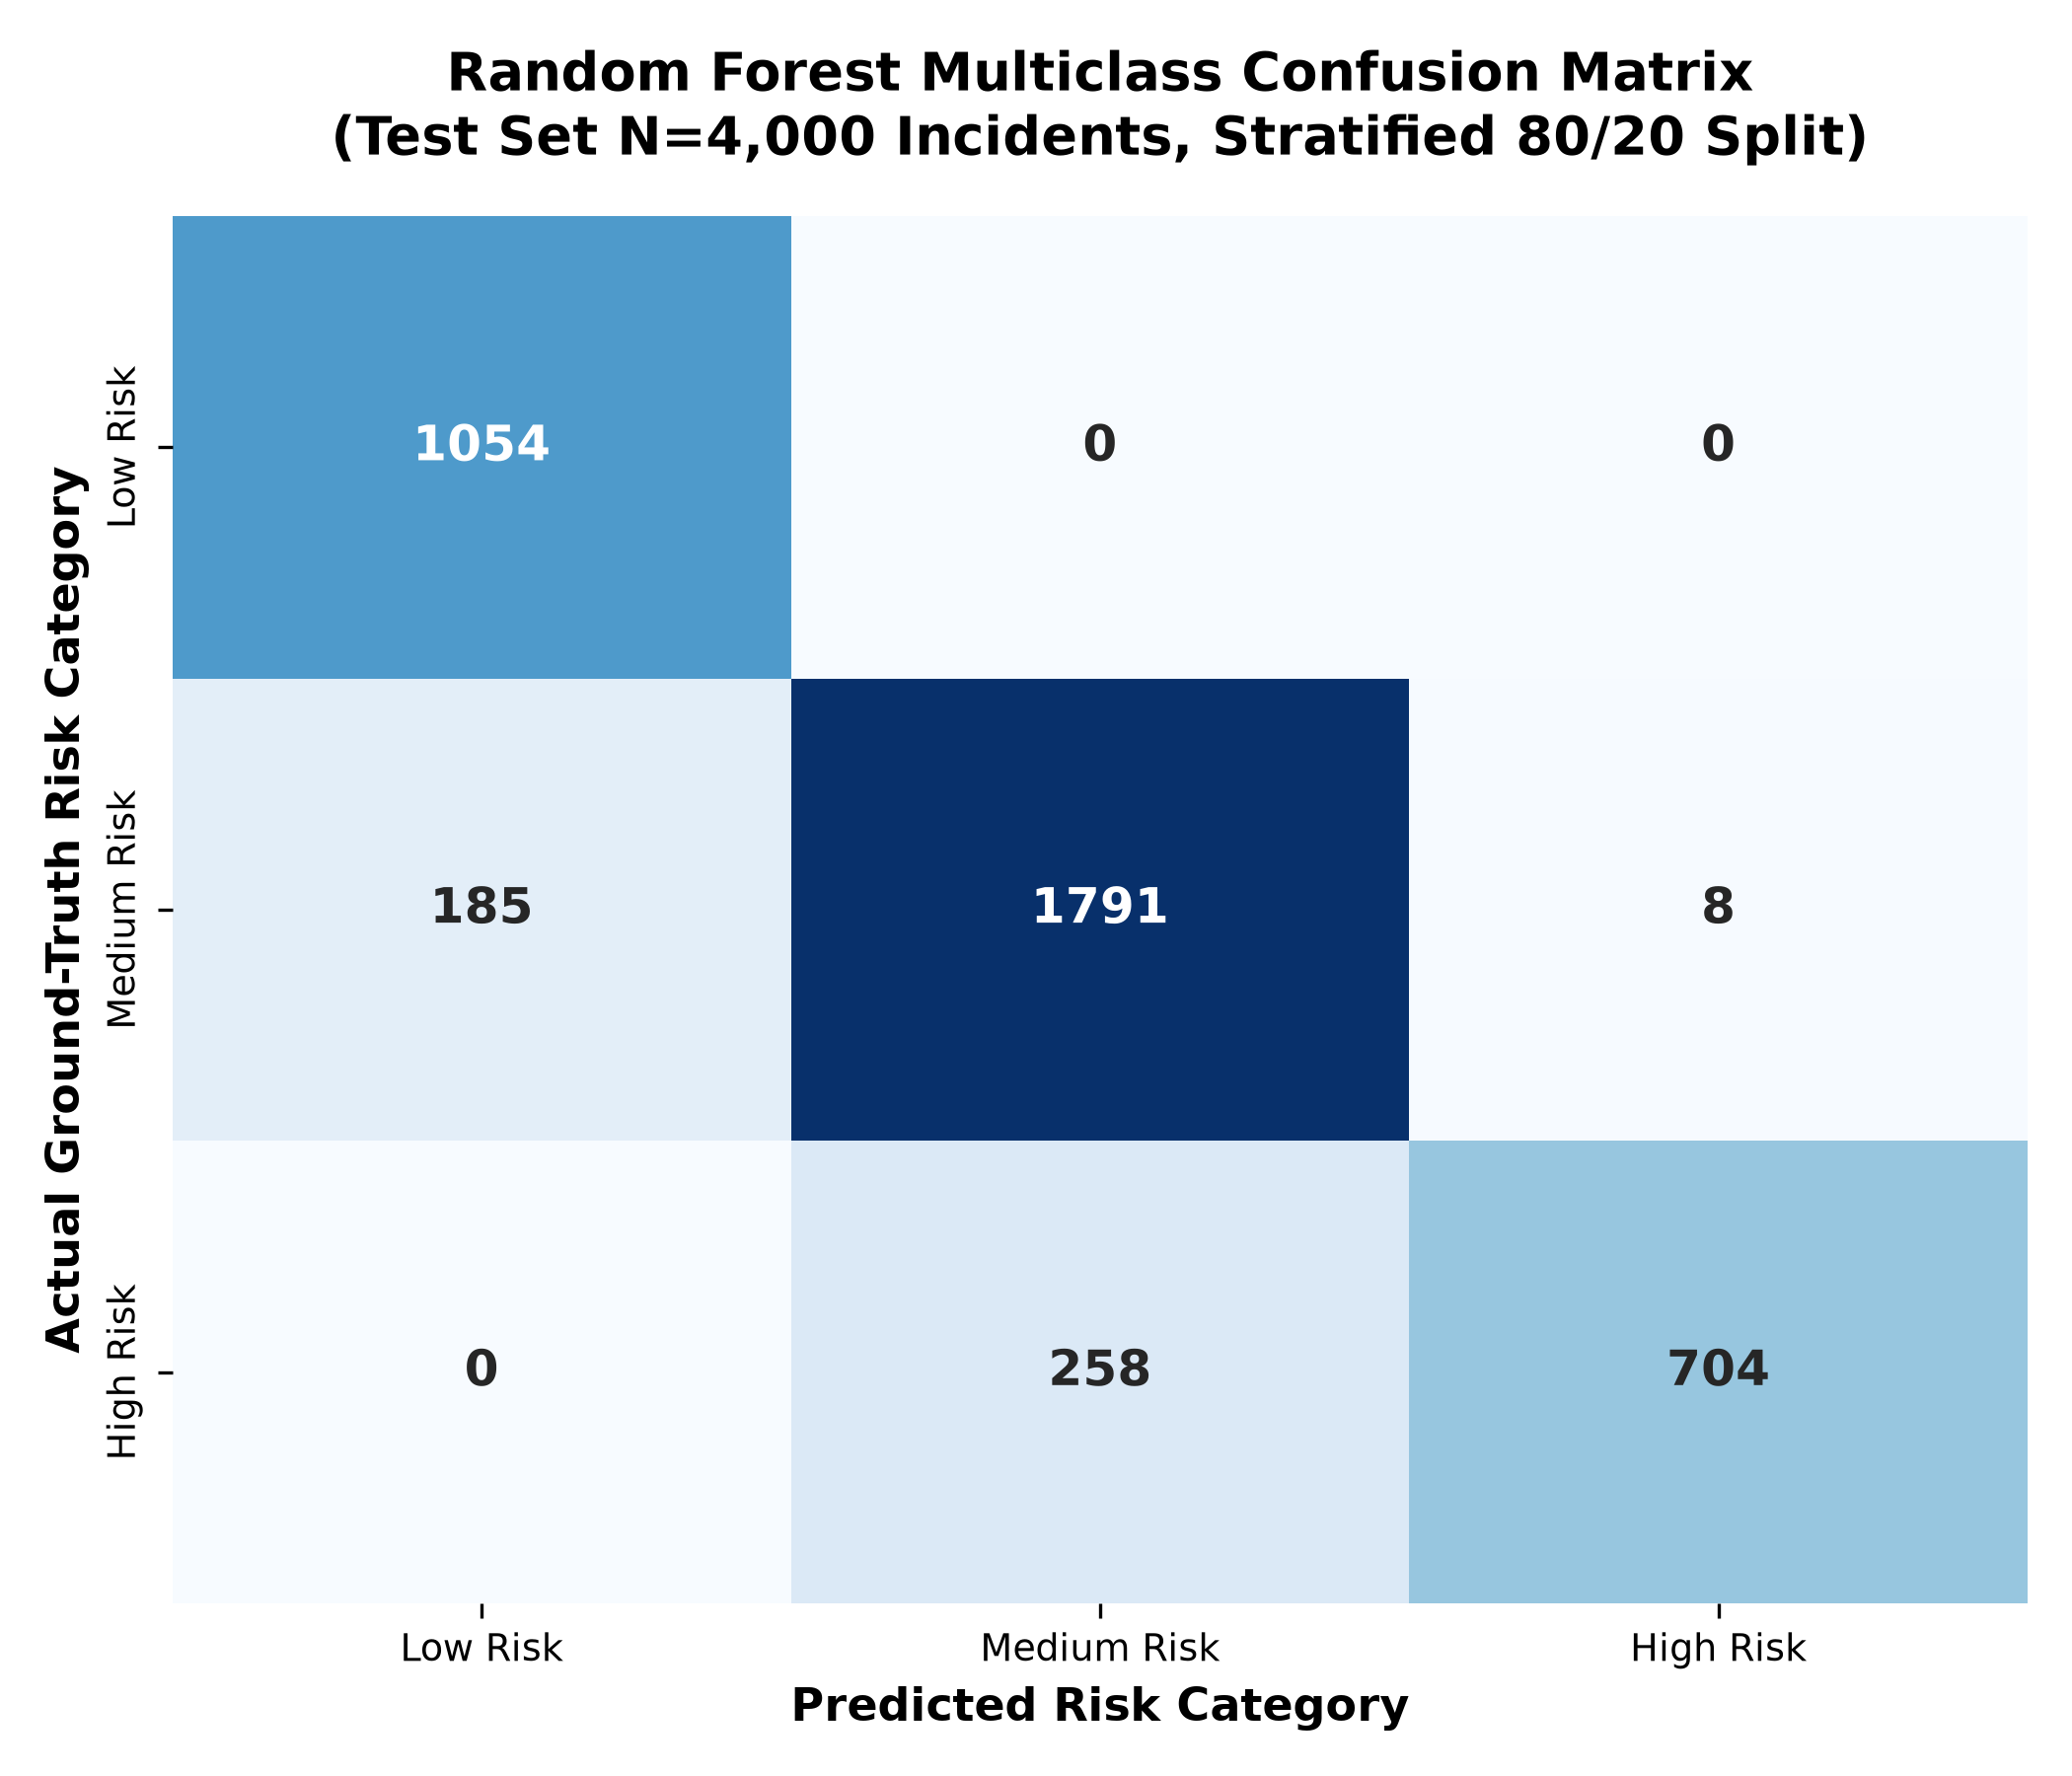 Random Forest Multiclass Confusion Matrix
(Test Set N=4,000 Incidents, Stratified 80/20 Split)
Actual Ground-Truth Risk Category
Low Risk
1054
0
0
Medium Risk
185
1791
8
High Risk
0
258
704
Low Risk
Medium Risk
High Risk
Predicted Risk Category